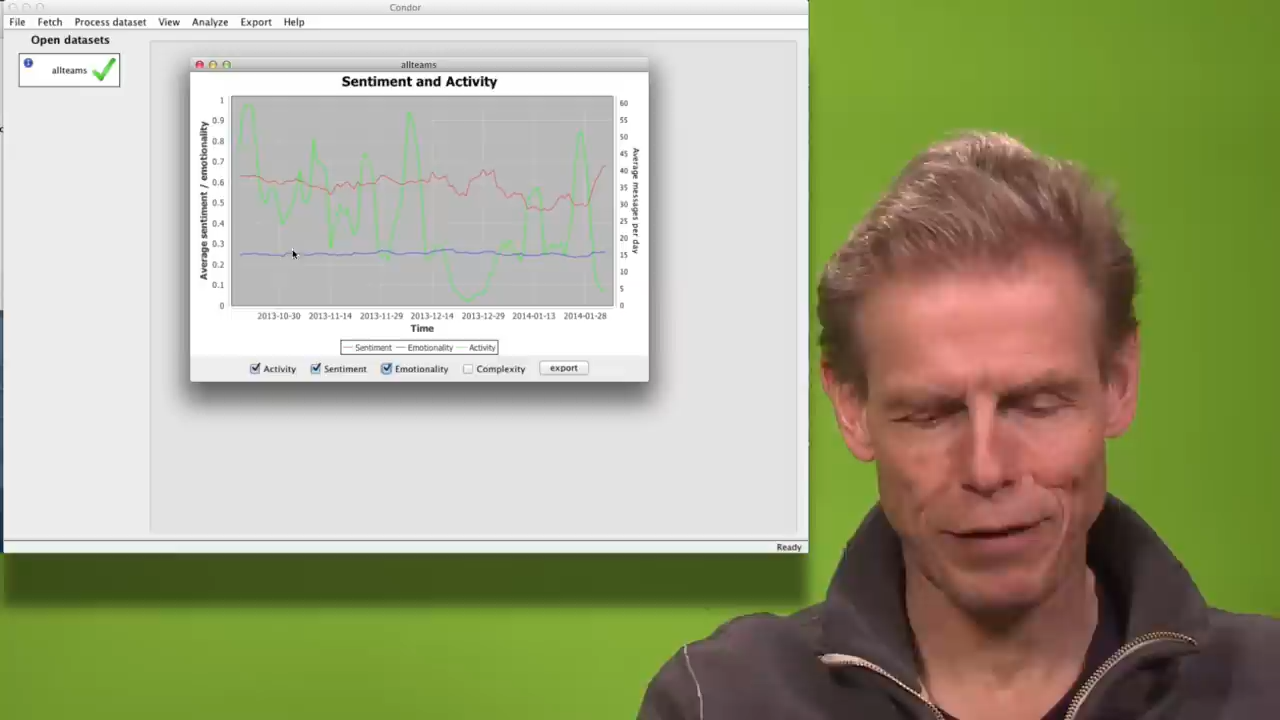 Condor
File Fetch Process dataset View Analyze Export Help
Open datasets
allteams
allteams
Sentiment and Activity
Average sentiment / emotionality
1
0.9
0.8
0.7
0.6
0.5
0.4
0.3
0.2
0.1
0
60
55
50
45
40
35
30
25
20
15
10
5
0
Average messages per day
2013-10-30 2013-11-14 2013-11-29 2013-12-14 2013-12-29 2014-01-13 2014-01-28
Time
Sentiment Emotionality Activity
Activity Sentiment Emotionality Complexity export
Ready